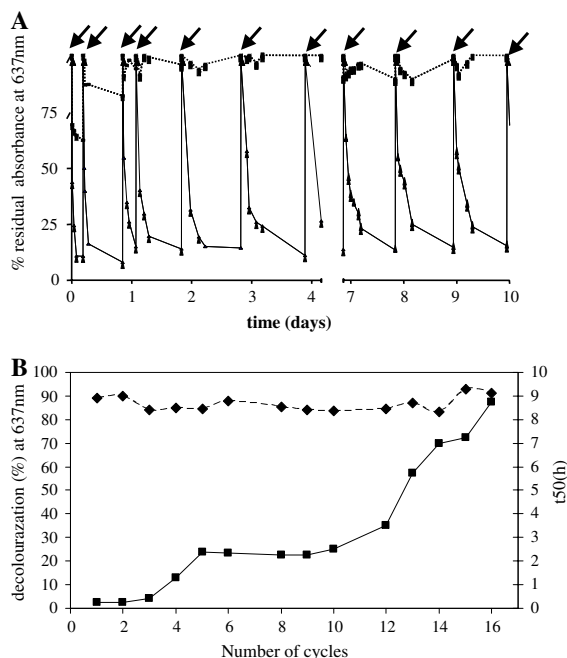 A
% residual absorbance at 637nm
75
50
25
0
0 1 2 3 4 7 8 9 10
time (days)
B
decolourazation (%) at 637nm
100
90
80
70
60
50
40
30
20
10
0
10
9
8
7
6
5
4
3
2
1
0
t50(h)
0 2 4 6 8 10 12 14 16
Number of cycles